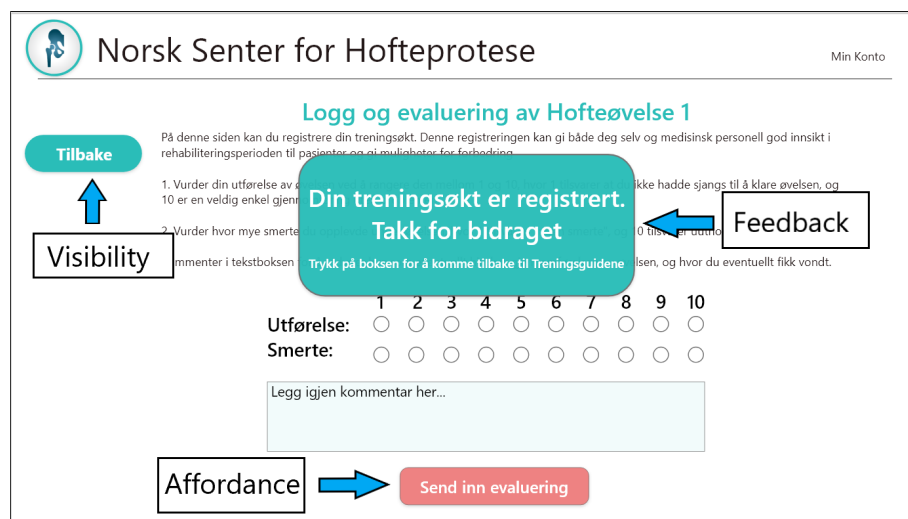 Norsk Senter for Hofteprotese
Min Konto
Logg og evaluering av Hofteøvelse 1
Tilbake
På denne siden kan du registrere din treningsøkt. Denne registreringen kan gi både deg selv og medisinsk personell god innsikt i
rehabiliteringsperioden til pasienter og gi muligheter for forbedring.
1. Vurder din utførelse av ikke hadde sjangs til å klare øvelsen, og
10 er en veldig enkel
2. Vurder hvor mye smerte og 10
elsen, og hvor du eventuelt fikk vondt.
Din treningsøkt er registrert.
Takk for bidraget
Trykk på boksen for å komme tilbake til Treningsguidene
Feedback
Visibility
1 2 3 4 5 6 7 8 9 10
Utførelse:
Smerte:
Legg igjen kommentar her...
Affordance
Send inn evaluering